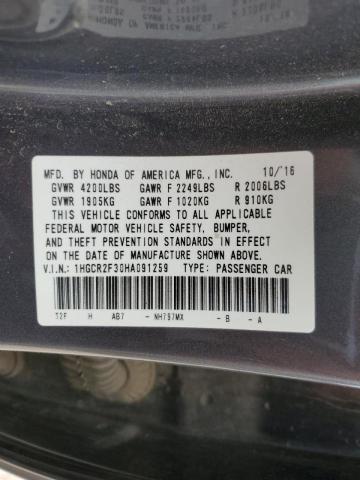 MFD. BY HONDA OF AMERICA MFG., INC. 10/16
GVWR 4200LBS GAWR F 2249LBS R 2006LBS
GVWR 1905KG GAWR F 1020KG R 910KG
THIS VEHICLE CONFORMS TO ALL APPLICABLE
FEDERAL MOTOR VEHICLE SAFETY, BUMPER,
AND THEFT PREVENTION STANDARDS IN EFFECT
ON THE DATE OF MANUFACTURE SHOWN ABOVE.
V.I.N.: 1HGCR2F30HA091259 TYPE: PASSENGER CAR
T2F H AB7 - NH797MX - B - A